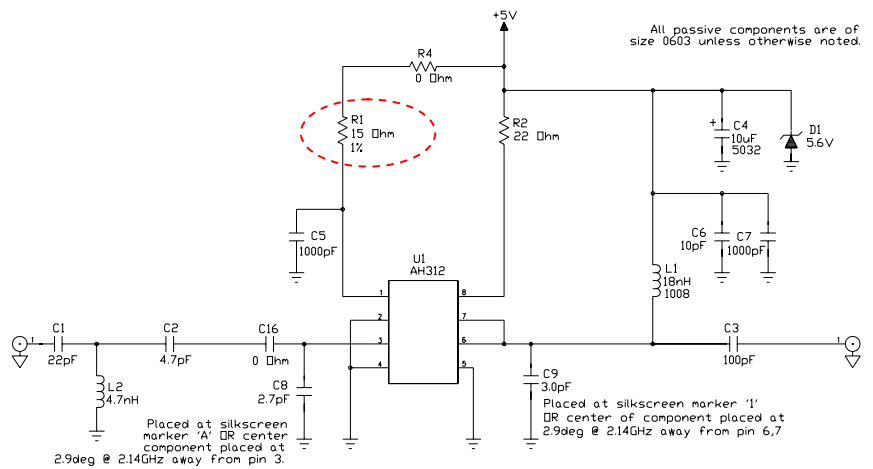 +5V
All passive components are of
size 0603 unless otherwise noted.
R4
0 Ohm
R1
15 Ohm
1%
R2
22 Ohm
+
C4
10uF
5032
D1
5.6V
C5
1000pF
C6
10pF
C7
1000pF
U1
AH312
L1
18nH
1008
1
8
2
7
3
6
4
5
1
C1
22pF
C2
4.7pF
C16
0 Ohm
C3
100pF
1
L2
4.7nH
C8
2.7pF
C9
3.0pF
Placed at silkscreen
marker 'A' OR center
component placed at
2.9deg @ 2.14GHz away from pin 3.
Placed at silkscreen marker '1'
OR center of component placed at
2.9deg @ 2.14GHz away from pin 6,7